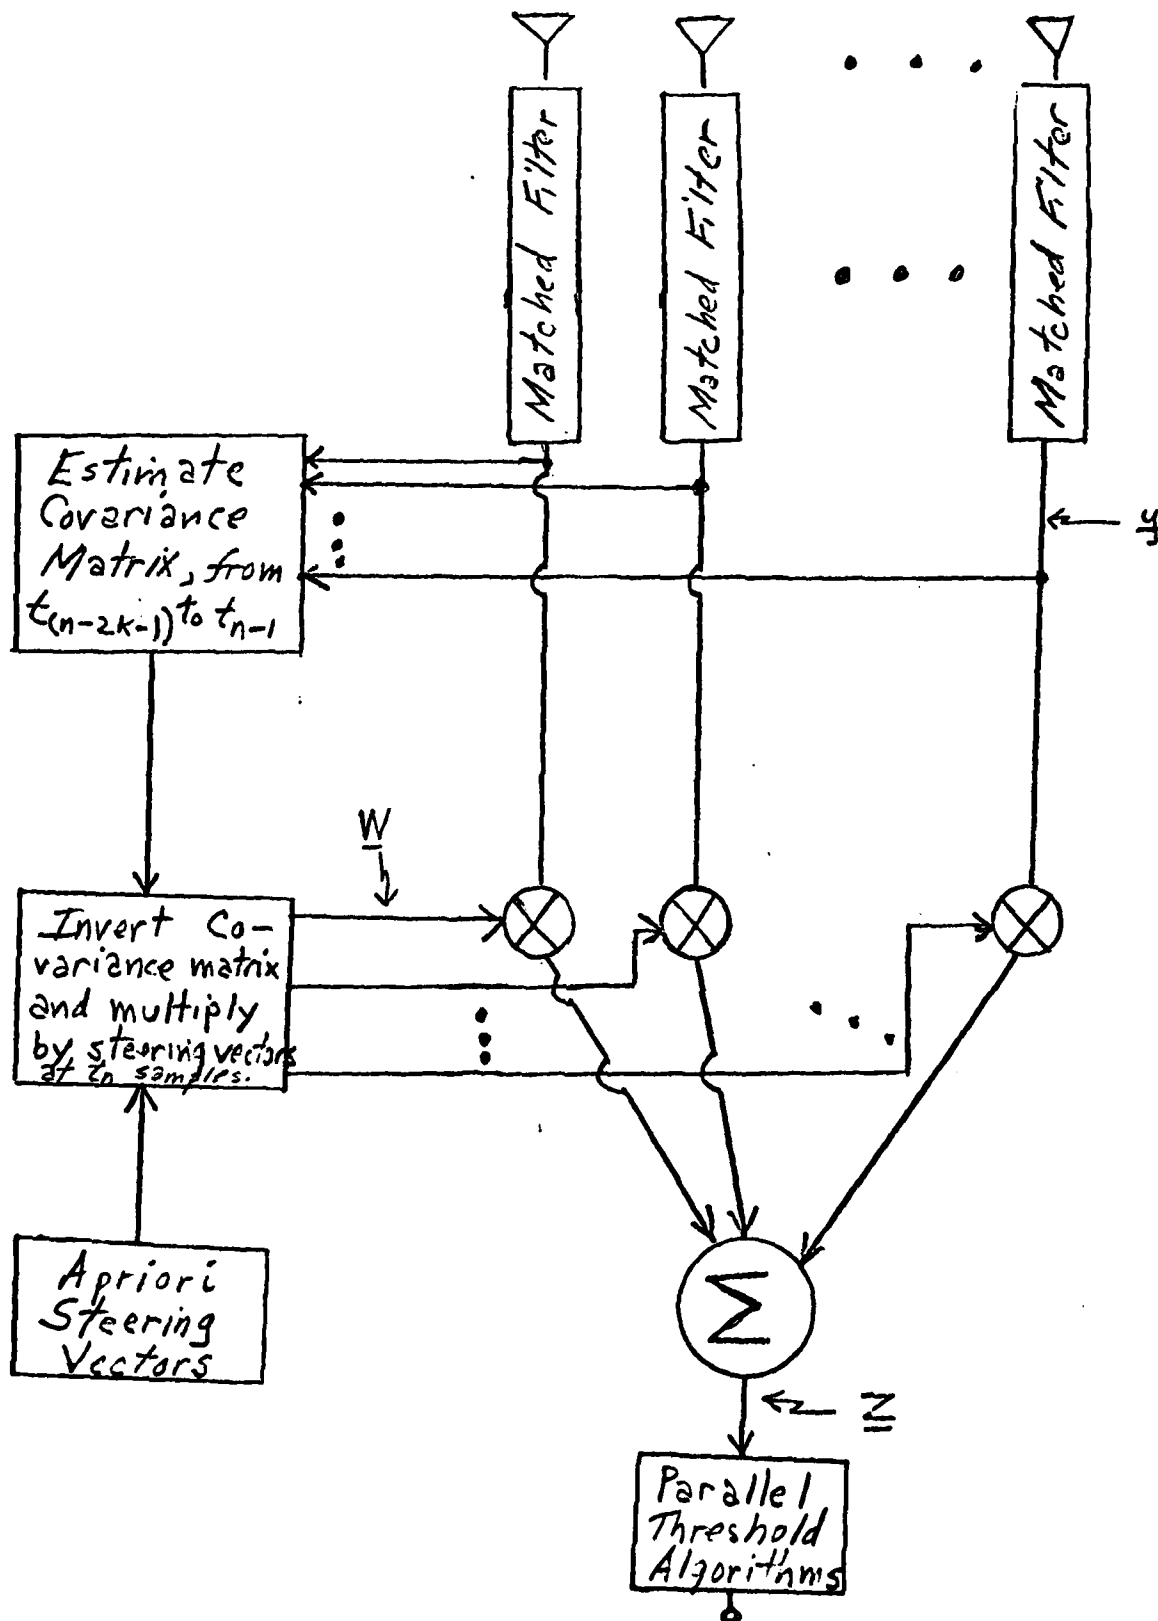 Matched Filter
Matched Filter
Matched Filter
Estimate
Covariance
Matrix, from
t(n-2k-1) to tn-1
y
W
Invert Co-
variance matrix
and multiply
by steering vectors
at tn samples.
Apriori
Steering
Vectors
Σ
Z
Parallel
Threshold
Algorithms